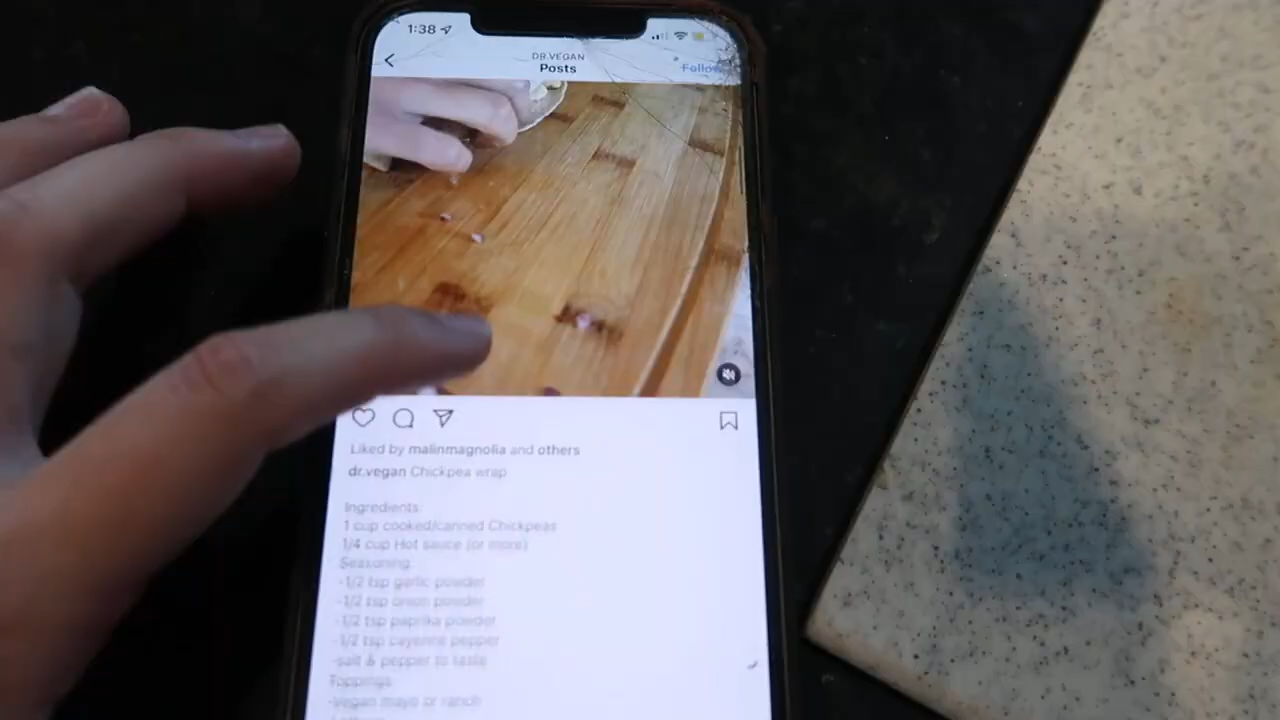 1:38
DR.VEGAN
Posts
Follow
Liked by malinmagnolia and others
dr.vegan Chickpea wrap
Ingredients:
1 cup cooked/canned Chickpeas
1/4 cup Hot sauce (or more)
Seasoning:
-1/2 tsp garlic powder
-1/2 tsp onion powder
-1/2 tsp paprika powder
-1/2 tsp cayenne pepper
-salt & pepper to taste
Toppings:
-Vegan mayo or ranch